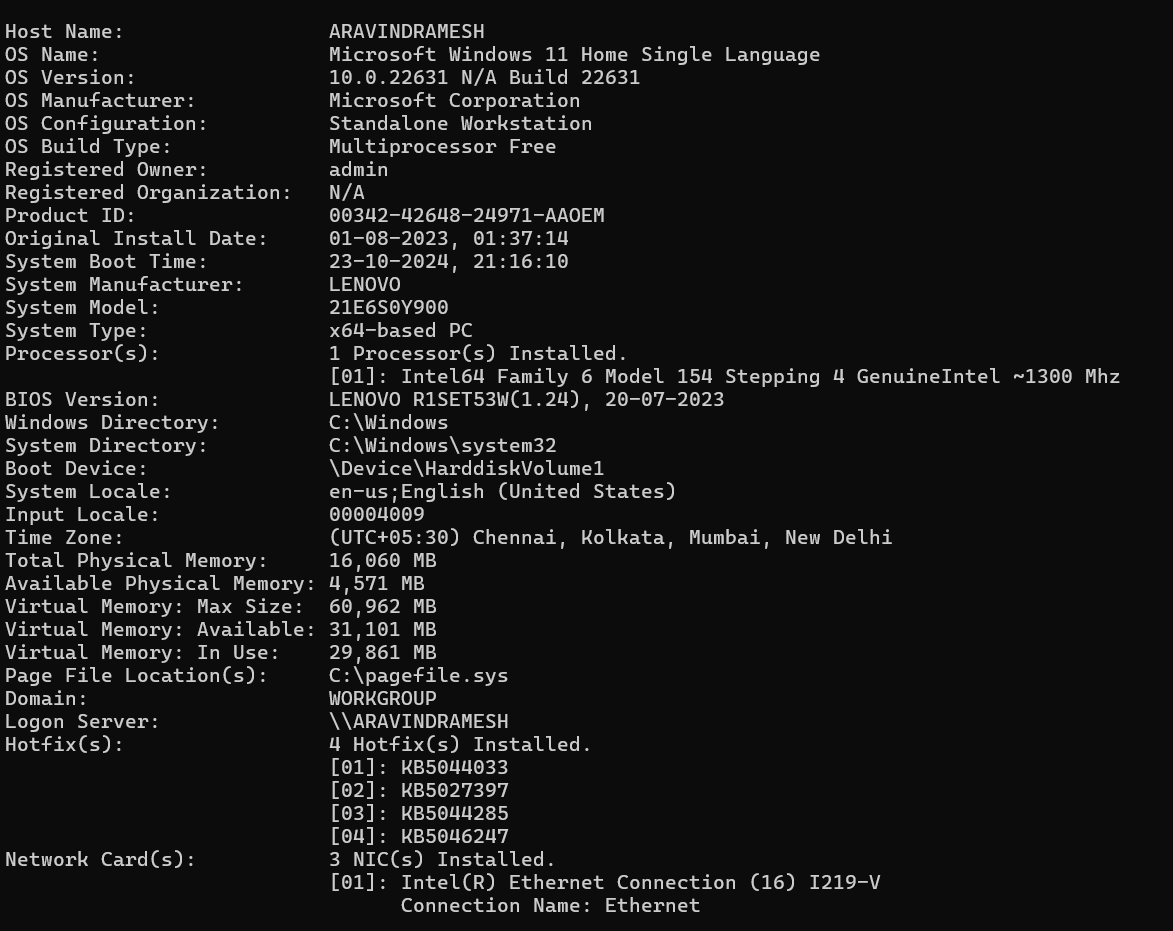 Host Name:                 ARAVINDRAMESH
OS Name:                   Microsoft Windows 11 Home Single Language
OS Version:                10.0.22631 N/A Build 22631
OS Manufacturer:           Microsoft Corporation
OS Configuration:          Standalone Workstation
OS Build Type:             Multiprocessor Free
Registered Owner:          admin
Registered Organization:   N/A
Product ID:                00342-42648-24971-AAOEM
Original Install Date:     01-08-2023, 01:37:14
System Boot Time:          23-10-2024, 21:16:10
System Manufacturer:       LENOVO
System Model:              21E6S0Y900
System Type:               x64-based PC
Processor(s):              1 Processor(s) Installed.
                           [01]: Intel64 Family 6 Model 154 Stepping 4 GenuineIntel ~1300 Mhz
BIOS Version:              LENOVO R1SET53W(1.24), 20-07-2023
Windows Directory:         C:\Windows
System Directory:          C:\Windows\system32
Boot Device:               \Device\HarddiskVolume1
System Locale:             en-us;English (United States)
Input Locale:              00004009
Time Zone:                 (UTC+05:30) Chennai, Kolkata, Mumbai, New Delhi
Total Physical Memory:     16,060 MB
Available Physical Memory: 4,571 MB
Virtual Memory: Max Size:  60,962 MB
Virtual Memory: Available: 31,101 MB
Virtual Memory: In Use:    29,861 MB
Page File Location(s):     C:\pagefile.sys
Domain:                    WORKGROUP
Logon Server:              \\ARAVINDRAMESH
Hotfix(s):                 4 Hotfix(s) Installed.
                           [01]: KB5044033
                           [02]: KB5027397
                           [03]: KB5044285
                           [04]: KB5046247
Network Card(s):           3 NIC(s) Installed.
                           [01]: Intel(R) Ethernet Connection (16) I219-V
                                 Connection Name: Ethernet